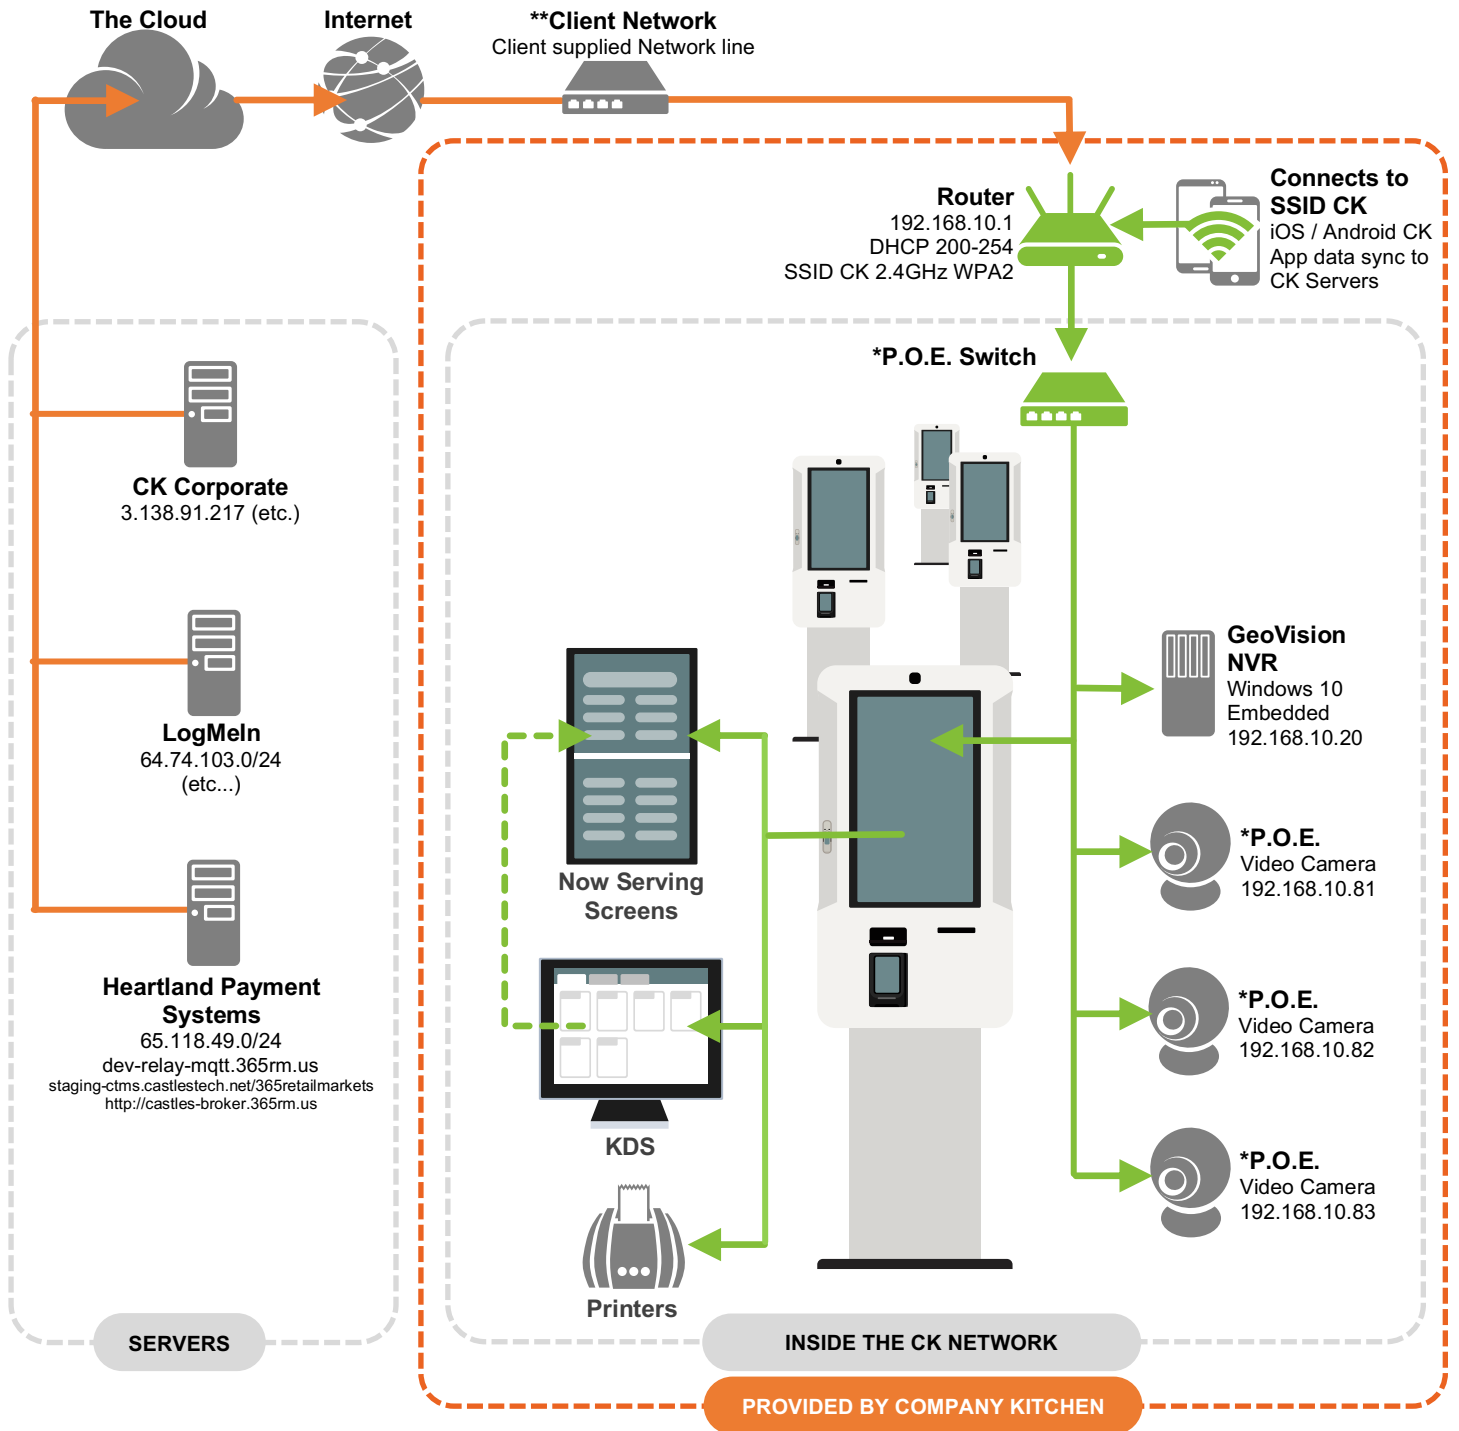 The Cloud
Internet
**Client Network
Client supplied Network line
Router
192.168.10.1
DHCP 200-254
SSID CK 2.4GHz WPA2
Connects to
SSID CK
iOS / Android CK
App data sync to
CK Servers
*P.O.E. Switch
CK Corporate
3.138.91.217 (etc.)
LogMeIn
64.74.103.0/24
(etc...)
Heartland Payment
Systems
65.118.49.0/24
dev-relay-mqtt.365rm.us
staging-ctms.castlestech.net/365retailmarkets
http://castles-broker.365rm.us
SERVERS
GeoVision
NVR
Windows 10
Embedded
192.168.10.20
*P.O.E.
Video Camera
192.168.10.81
*P.O.E.
Video Camera
192.168.10.82
*P.O.E.
Video Camera
192.168.10.83
Now Serving
Screens
KDS
Printers
INSIDE THE CK NETWORK
PROVIDED BY COMPANY KITCHEN